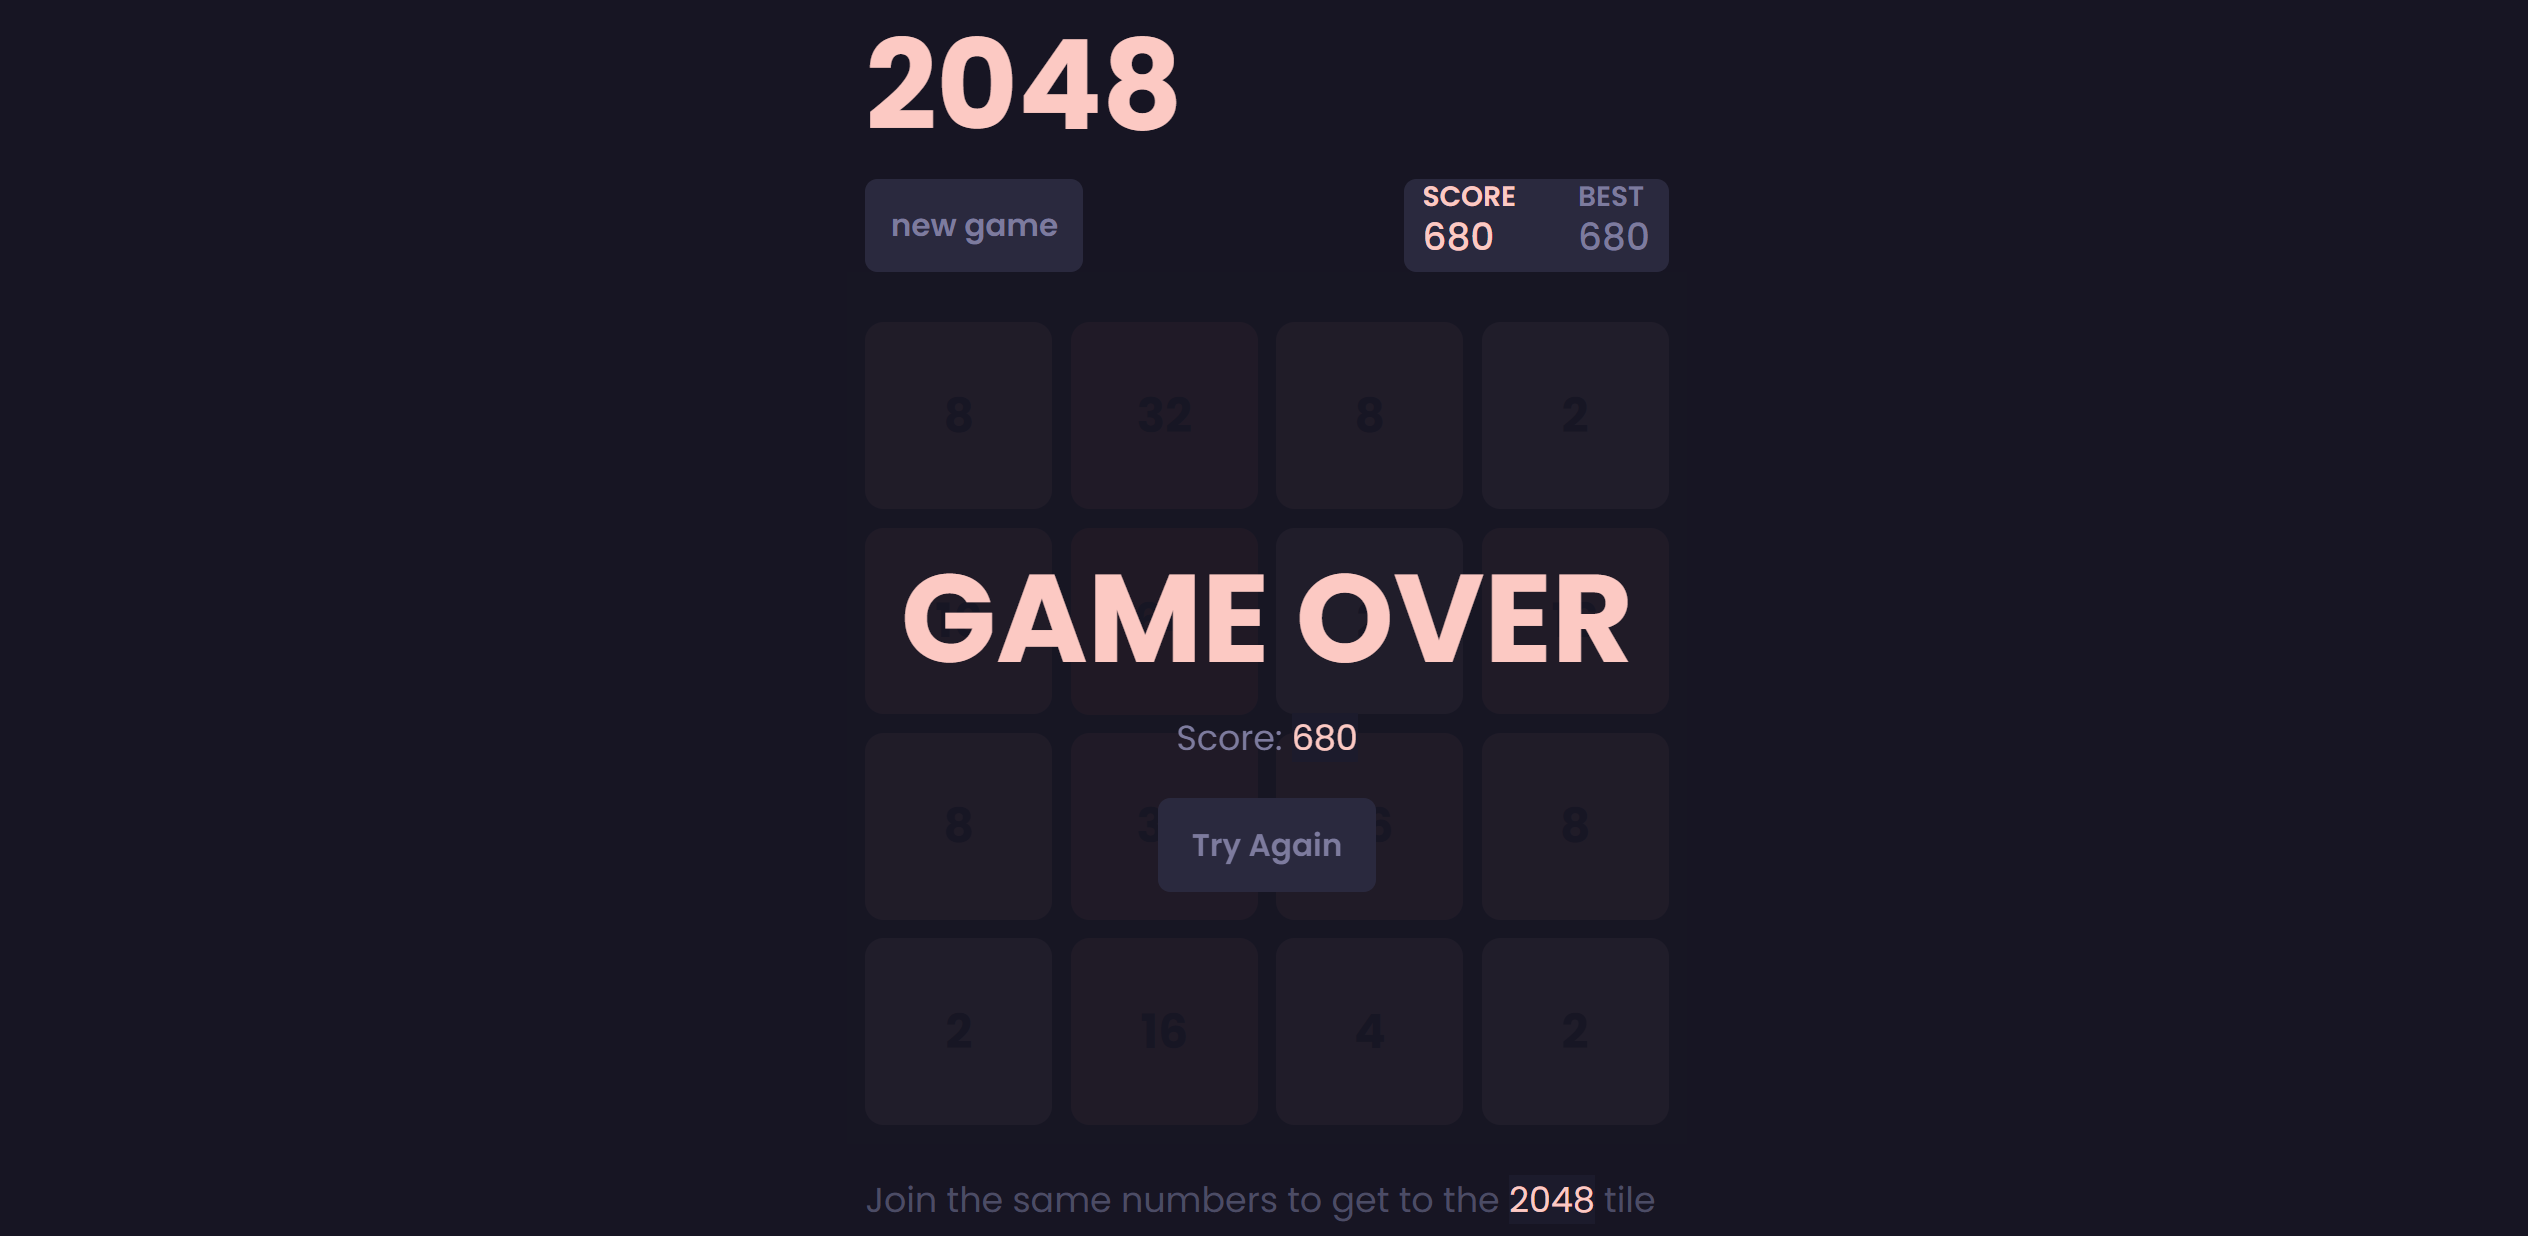 2048
new game
SCORE BEST
680 680
8 32 8 2
GAME OVER
Score: 680
8 8
Try Again
2 16 4 2
Join the same numbers to get to the 2048 tile